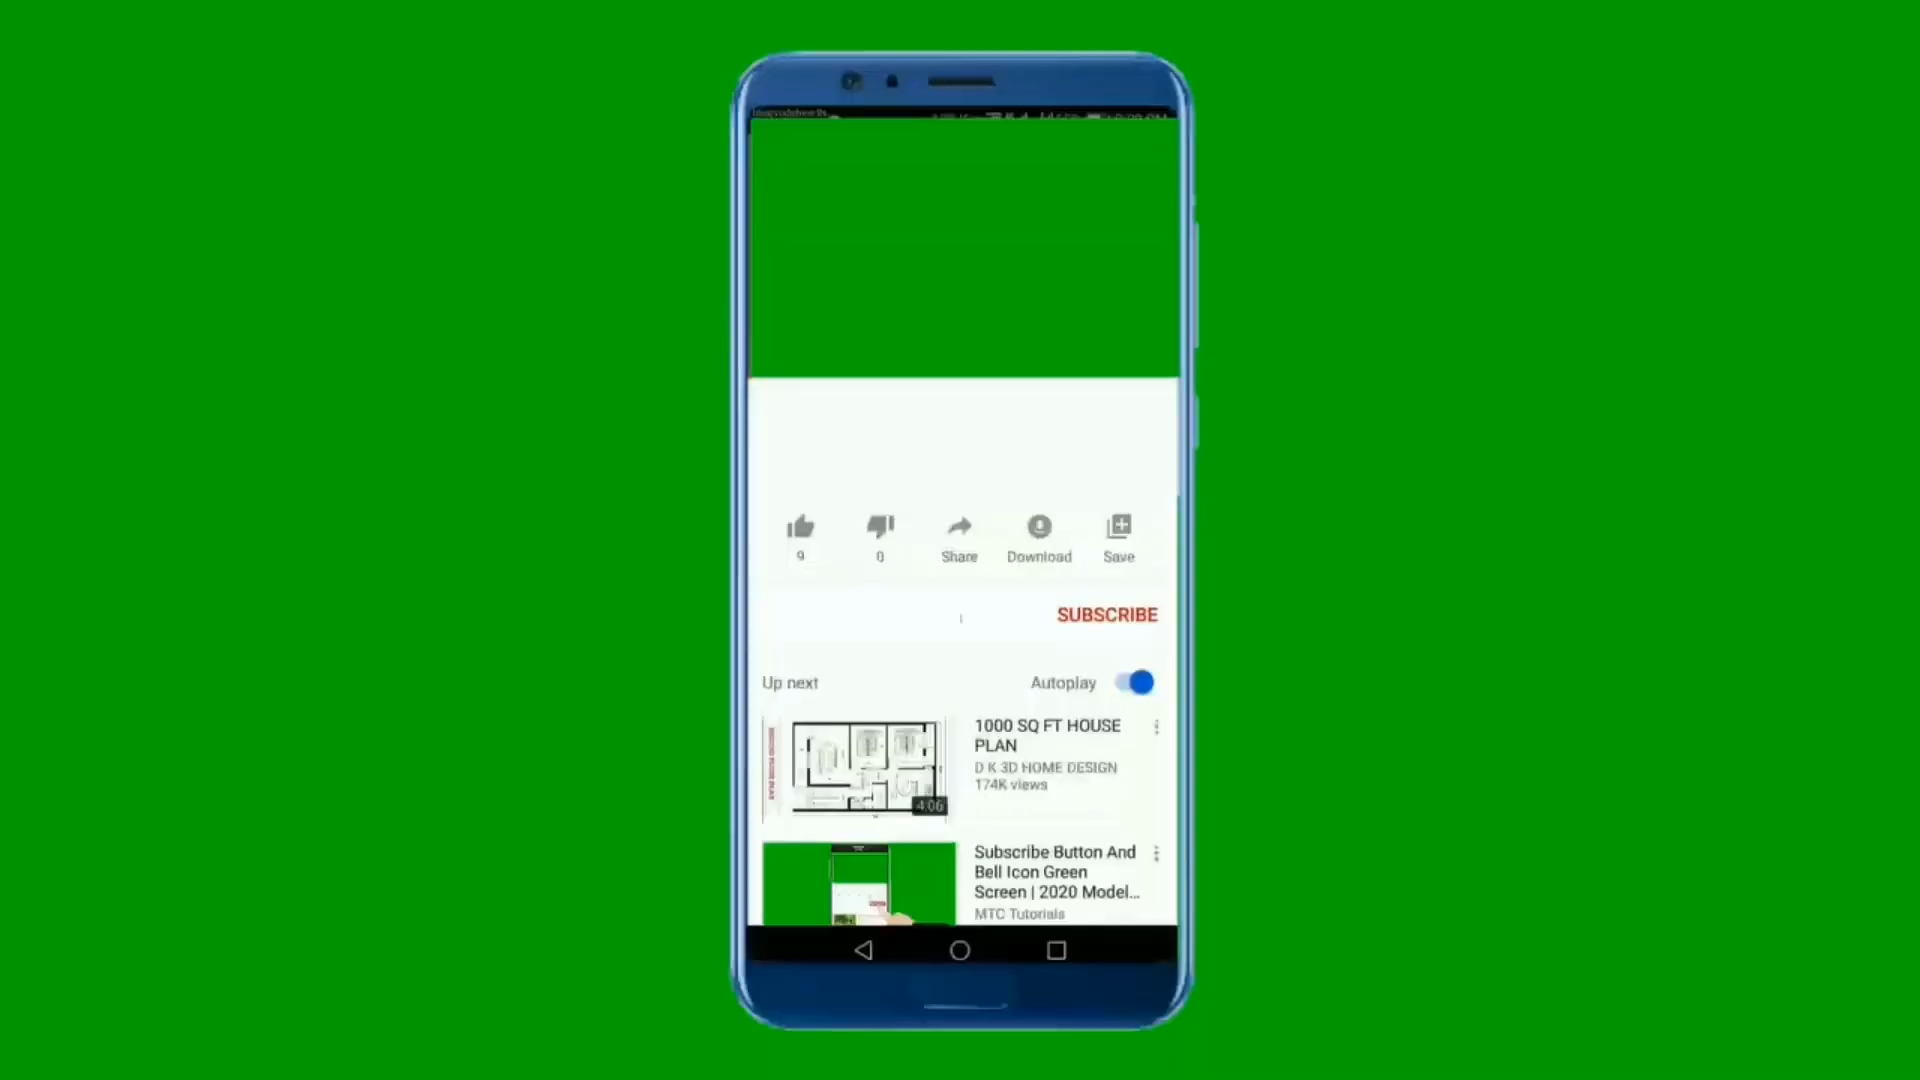 9
0
Share
Download
Save
SUBSCRIBE
Up next
Autoplay
1000 SQ FT HOUSE
PLAN
D K 3D HOME DESIGN
174K views
4:06
Subscribe Button And
Bell Icon Green
Screen | 2020 Model...
MTC Tutorials